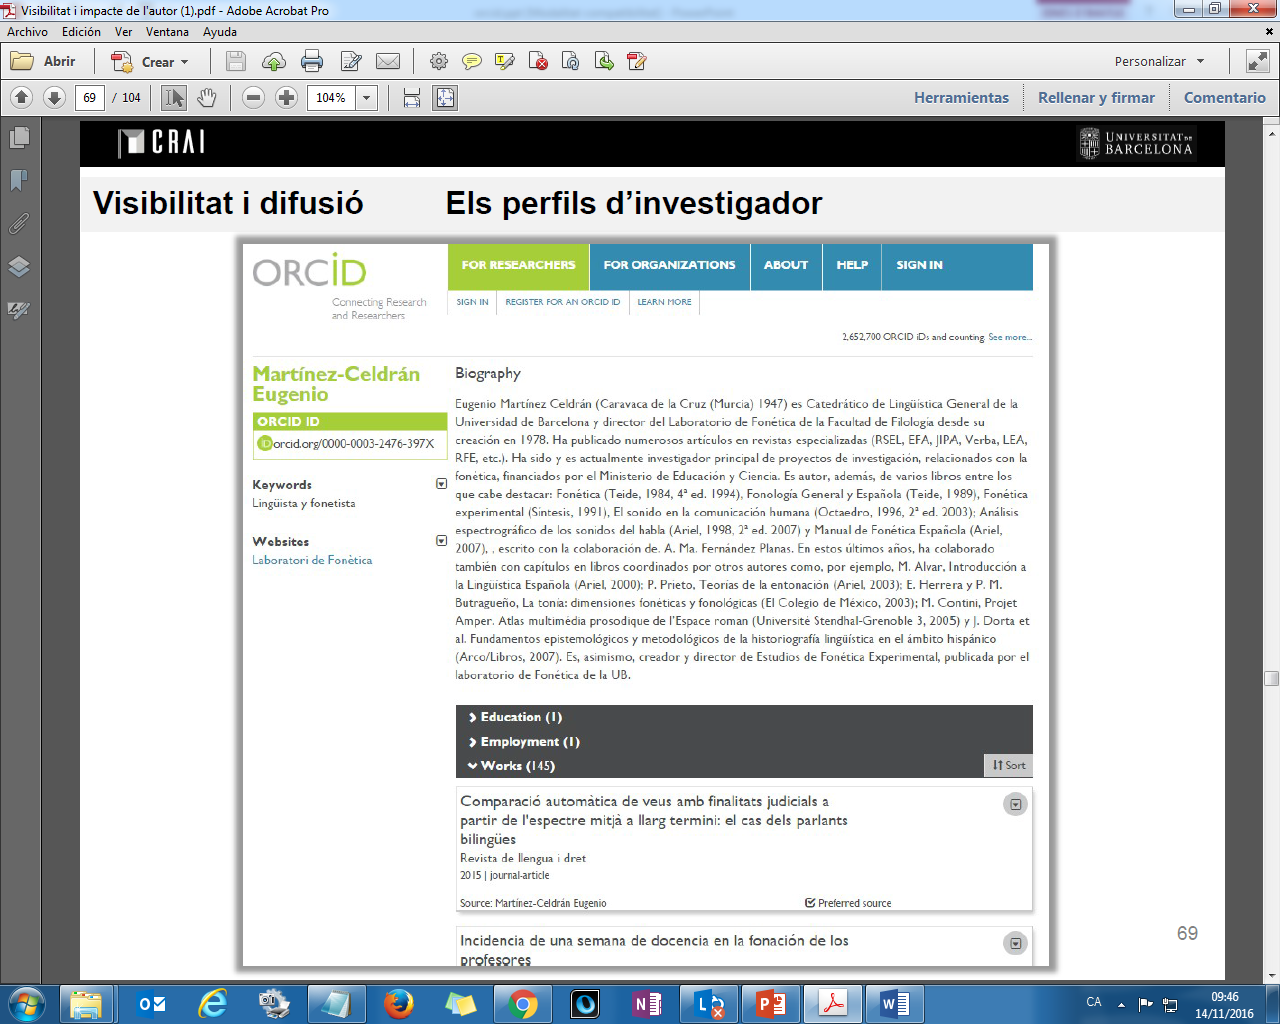 Visibilitat i impacte de l'autor (1).pdf - Adobe Acrobat Pro
Archivo Edición Ver Ventana Ayuda
Abrir Crear Personalizar
69 / 104 104% Herramientas Rellenar y firmar Comentario
CRAI UNIVERSITAT DE BARCELONA
Visibilitat i difusió Els perfils d'investigador
ORCID
Connecting Research
and Researchers
FOR RESEARCHERS FOR ORGANIZATIONS ABOUT HELP SIGN IN
SIGN IN REGISTER FOR AN ORCID ID LEARN MORE
2,652,700 ORCID iDs and counting. See more...
Martínez-Celdrán
Eugenio
ORCID ID
iD orcid.org/0000-0003-2476-397X
Keywords
Lingüista y fonetista
Websites
Laboratori de Fonètica
Biography
Eugenio Martínez Celdrán (Caravaca de la Cruz (Murcia) 1947) es Catedrático de Lingüística General de la
Universidad de Barcelona y director del Laboratorio de Fonética de la Facultad de Filología desde su
creación en 1978. Ha publicado numerosos artículos en revistas especializadas (RSEL, EFA, JIPA, Verba, LEA,
RFE, etc.). Ha sido y es actualmente investigador principal de proyectos de investigación, relacionados con la
fonética, financiados por el Ministerio de Educación y Ciencia. Es autor, además, de varios libros entre los
que cabe destacar: Fonética (Teide, 1984, 4ª ed. 1994), Fonología General y Española (Teide, 1989), Fonética
experimental (Síntesis, 1991), El sonido en la comunicación humana (Octaedro, 1996, 2ª ed. 2003); Análisis
espectrográfico de los sonidos del habla (Ariel, 1998, 2ª ed. 2007) y Manual de Fonética Española (Ariel,
2007), , escrito con la colaboración de. A. Ma. Fernández Planas. En estos últimos años, ha colaborado
también con capítulos en libros coordinados por otros autores como, por ejemplo, M. Alvar, Introducción a
la Lingüística Española (Ariel, 2000); P. Prieto, Teorías de la entonación (Ariel, 2003); E. Herrera y P. M.
Butragueño, La tonía: dimensiones fonéticas y fonológicas (El Colegio de México, 2003); M. Contini, Projet
Amper. Atlas multimédia prosodique de l'Espace roman (Université Stendhal-Grenoble 3, 2005) y J. Dorta et
al. Fundamentos epistemológicos y metodológicos de la historiografía lingüística en el ámbito hispánico
(Arco/Libros, 2007). Es, asimismo, creador y director de Estudios de Fonética Experimental, publicada por el
laboratorio de Fonética de la UB.
Education (1)
Employment (1)
Works (145) Sort
Comparació automàtica de veus amb finalitats judicials a
partir de l'espectre mitjà a llarg termini: el cas dels parlants
bilingües
Revista de llengua i dret
2015 | journal-article
Source: Martínez-Celdrán Eugenio Preferred source
Incidencia de una semana de docencia en la fonación de los
profesores
69
CA 09:46
14/11/2016